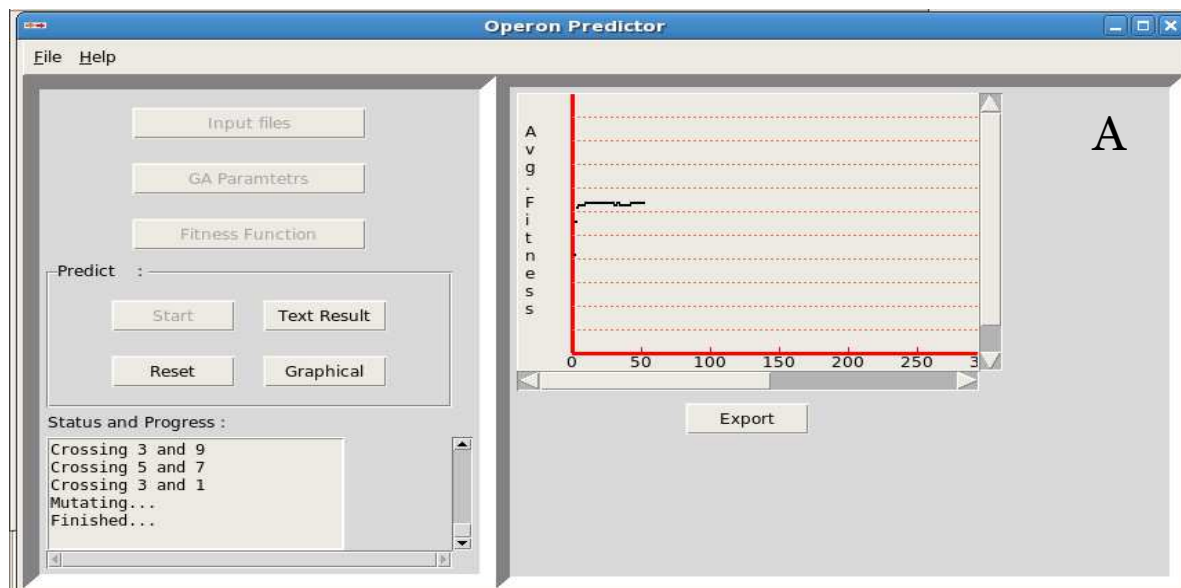 Operon Predictor
File Help
Input files
GA Paramtetrs
Fitness Function
Predict :
Start Text Result
Reset Graphical
Status and Progress :
Crossing 3 and 9
Crossing 5 and 7
Crossing 3 and 1
Mutating...
Finished...
Avg.Fitness
0 50 100 150 200 250 3
Export
A